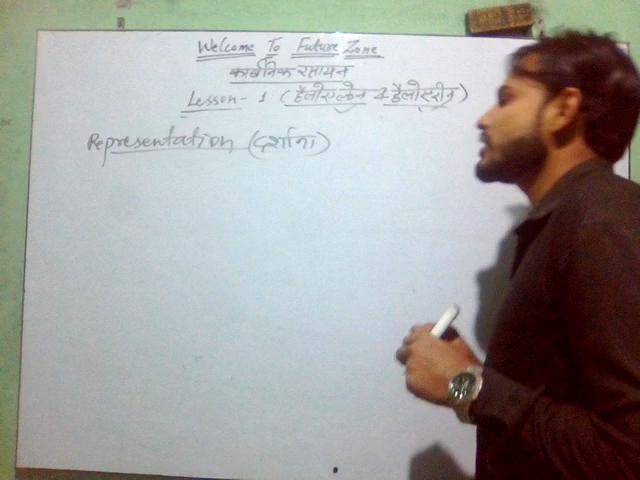 Welcome To Future Zone
कार्बनिक रसायन
Lesson - 1 (हैलोएल्केन & हैलोएरीन)
Representation (दर्शाना)